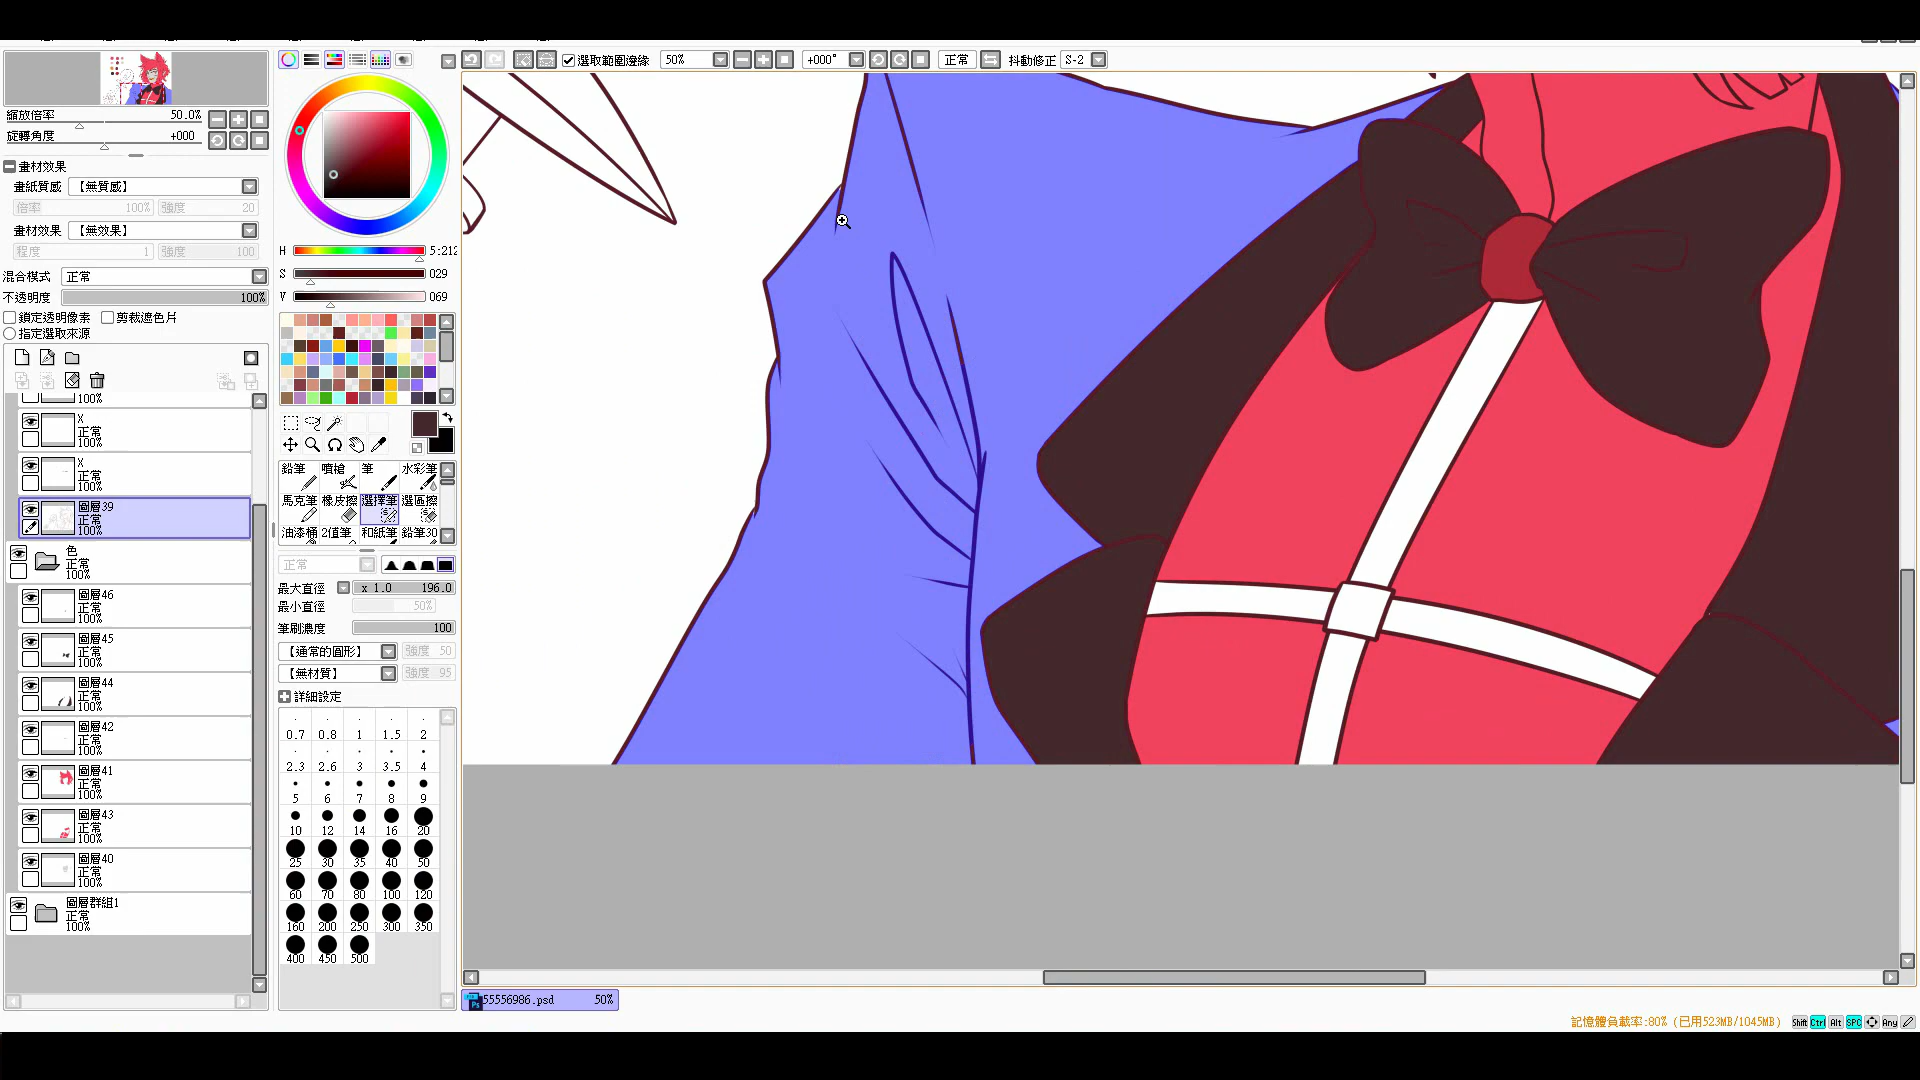 選取範圍邊緣 50% +000° 正常 抖動修正 S-2
縮放倍率 50.0%
旋轉角度 +000
畫材效果
畫紙質感 【無質感】
倍率 100% 強度 20
畫材效果 【無效果】
程度 1 強度 100
混合模式 正常
不透明度 100%
鎖定透明像素 剪裁遮色片
指定選取來源
100%
X
正常
100%
X
正常
100%
圖層39
正常
100%
色
正常
100%
圖層46
正常
100%
圖層45
正常
100%
圖層44
正常
100%
圖層42
正常
100%
圖層41
正常
100%
圖層43
正常
100%
圖層40
正常
100%
圖層群組1
正常
100%
H 5:212
S 029
V 069
鉛筆 噴槍 筆 水彩筆
馬克筆 橡皮擦 選擇筆 選區擦
油漆桶 2值筆 和紙筆 鉛筆30
正常
最大直徑 x 1.0 196.0
最小直徑 50%
筆刷濃度 100
【通常的圓形】 強度 50
【無材質】 強度 95
詳細設定
0.7 0.8 1 1.5 2
2.3 2.6 3 3.5 4
5 6 7 8 9
10 12 14 16 20
25 30 35 40 50
60 70 80 100 120
160 200 250 300 350
400 450 500
55556986.psd 50%
記憶體負載率:80% (已用523MB/1045MB) Shift Ctrl Alt SPC Any